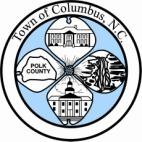 Town of Columbus, N.C.
POLK
COUNTY